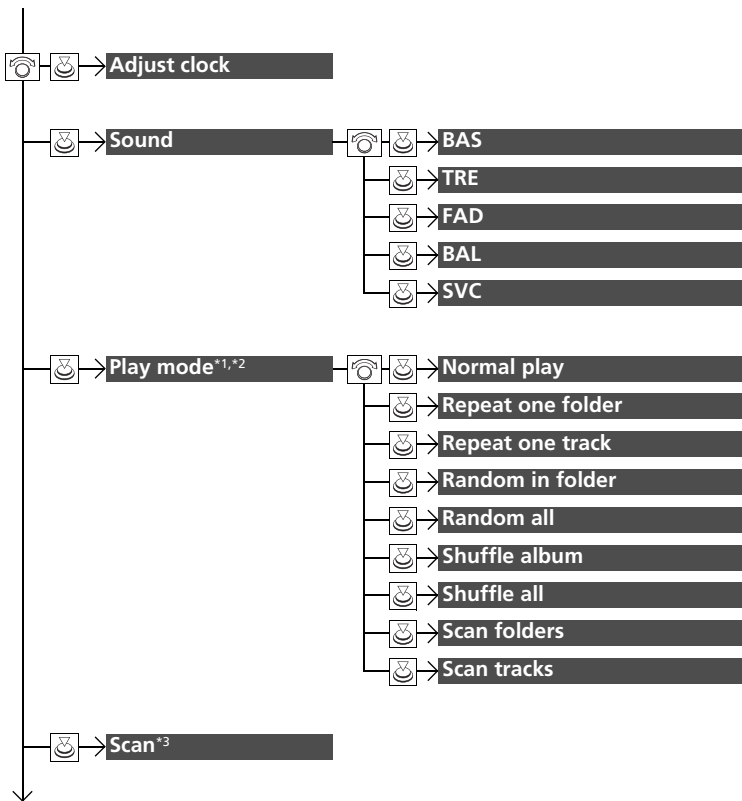 Adjust clock
Sound
BAS
TRE
FAD
BAL
SVC
Play mode*1,*2
Normal play
Repeat one folder
Repeat one track
Random in folder
Random all
Shuffle album
Shuffle all
Scan folders
Scan tracks
Scan*3